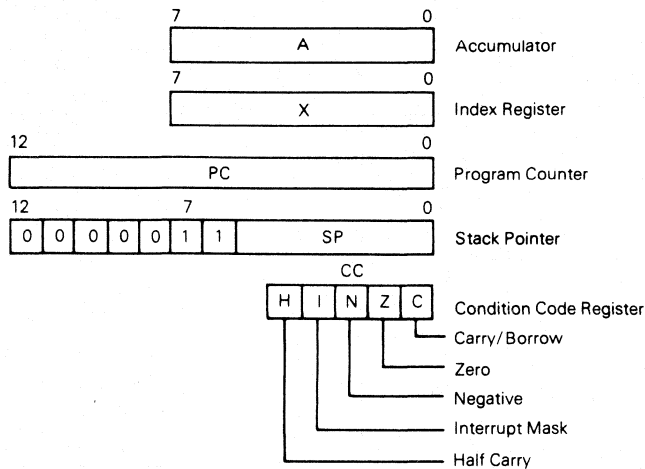 7 0
A Accumulator
7 0
X Index Register
12 0
PC Program Counter
12 7 0
0 0 0 0 0 1 1 SP Stack Pointer
CC
H I N Z C Condition Code Register
Carry/Borrow
Zero
Negative
Interrupt Mask
Half Carry